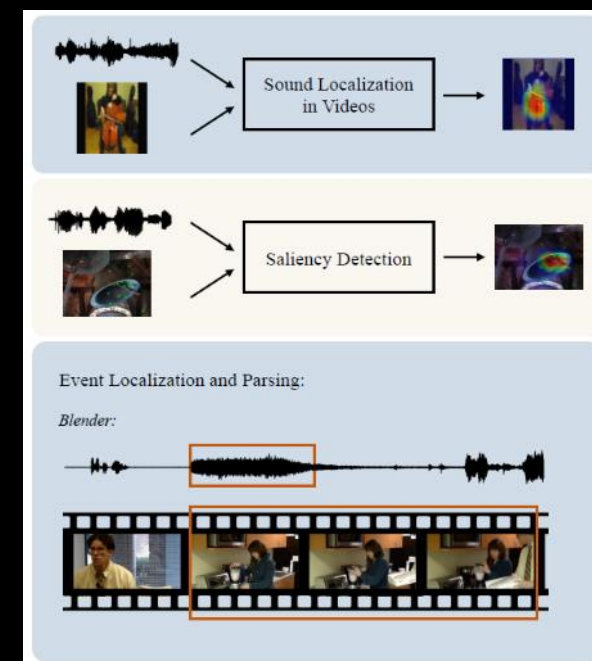 Sound Localization
in Videos
Saliency Detection
Event Localization and Parsing:
Blender: